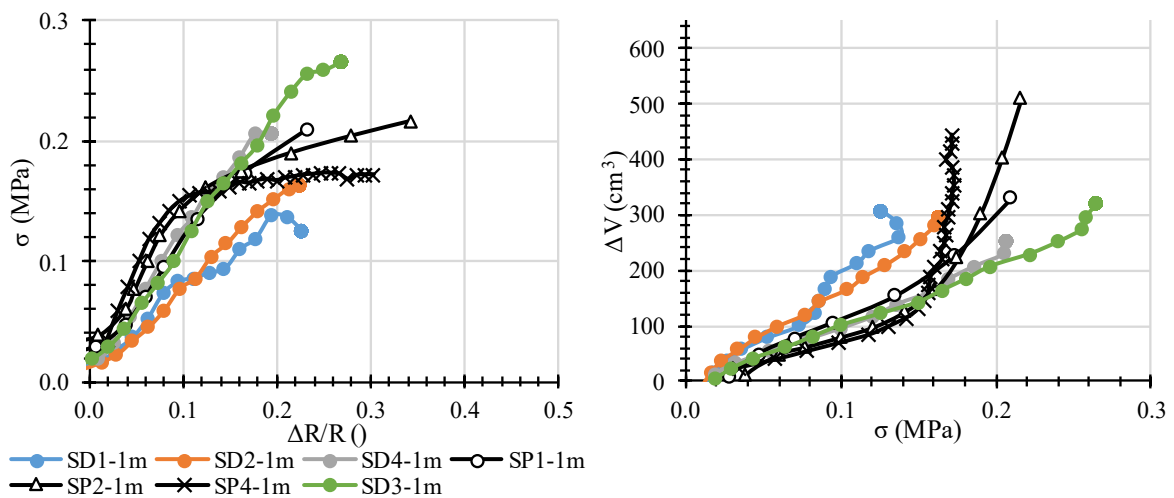 0.3
0.2
0.1
0.0
σ (MPa)
0.0 0.1 0.2 0.3 0.4 0.5
ΔR/R ()
600
500
400
300
200
100
0
ΔV (cm³)
0.0 0.1 0.2 0.3
σ (MPa)
SD1-1m SD2-1m SD4-1m SP1-1m
SP2-1m SP4-1m SD3-1m